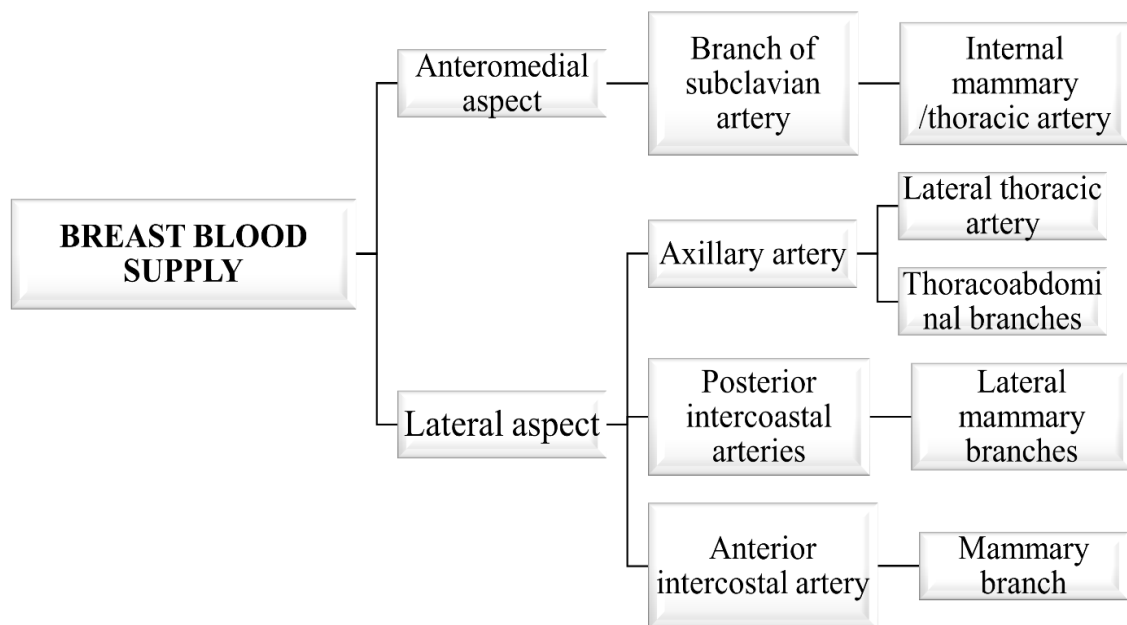 BREAST BLOOD
SUPPLY
Anteromedial
aspect
Branch of
subclavian
artery
Internal
mammary
/thoracic artery
Lateral aspect
Axillary artery
Lateral thoracic
artery
Thoracoabdomi
nal branches
Posterior
intercoastal
arteries
Lateral
mammary
branches
Anterior
intercostal artery
Mammary
branch